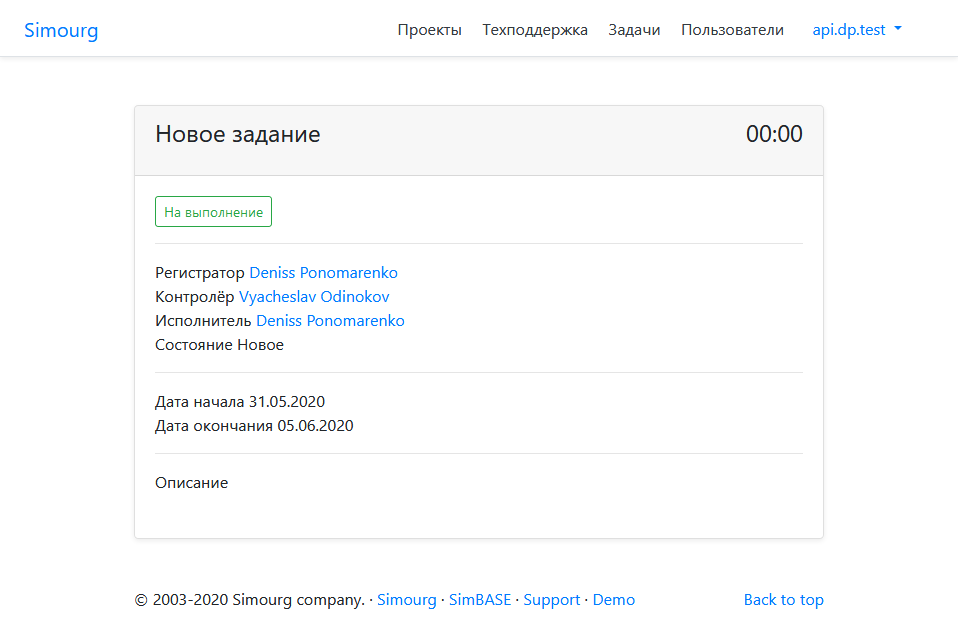 Simourg Проекты Техподдержка Задачи Пользователи api.dp.test
Новое задание 00:00
На выполнение
Регистратор Deniss Ponomarenko
Контролёр Vyacheslav Odinokov
Исполнитель Deniss Ponomarenko
Состояние Новое
Дата начала 31.05.2020
Дата окончания 05.06.2020
Описание
© 2003-2020 Simourg company. · Simourg · SimBASE · Support · Demo Back to top